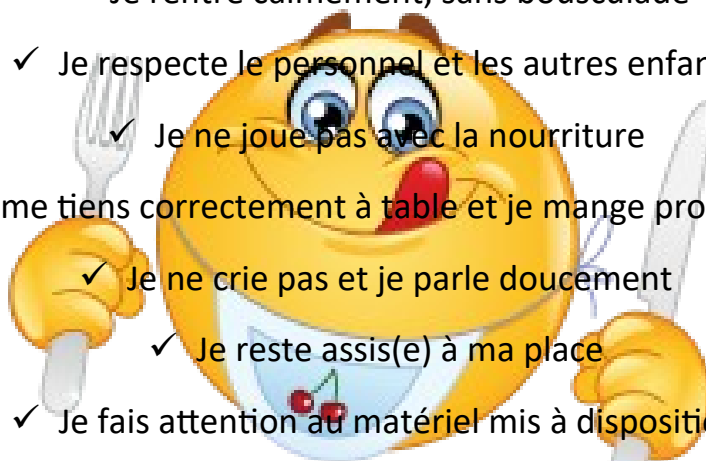 Je rentre calmement, sans bousculade
✓ Je respecte le personnel et les autres enfan
✓ Je ne joue pas avec la nourriture
me tiens correctement à table et je mange pro
✓ Je ne crie pas et je parle doucement
✓ Je reste assis(e) à ma place
✓ Je fais attention au matériel mis à dispositi